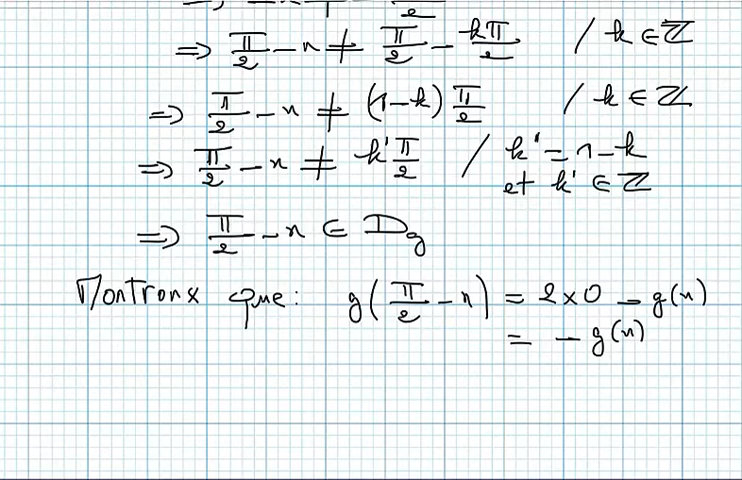 ⇒ π/2 - x ≠ π/2 - kπ/2 / k ∈ ℤ
⇒ π/2 - x ≠ (1-k) π/2 / k ∈ ℤ
⇒ π/2 - x ≠ k' π/2 / k' = 1-k
et k' ∈ ℤ
⇒ π/2 - x ∈ Dg
Montrons que : g(π/2 - x) = 2×0 - g(x)
= - g(x)